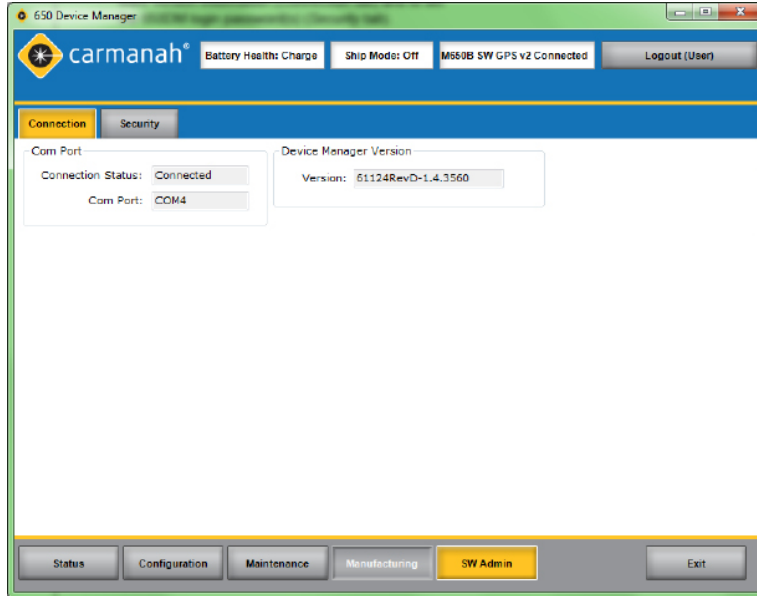 650 Device Manager
carmanah®
Battery Health: Charge
Ship Mode: Off
M650B SW GPS v2 Connected
Logout (User)
Connection
Security
Com Port
Connection Status: Connected
Com Port: COM4
Device Manager Version
Version: 61124RevD-1.4.3560
Status
Configuration
Maintenance
Manufacturing
SW Admin
Exit